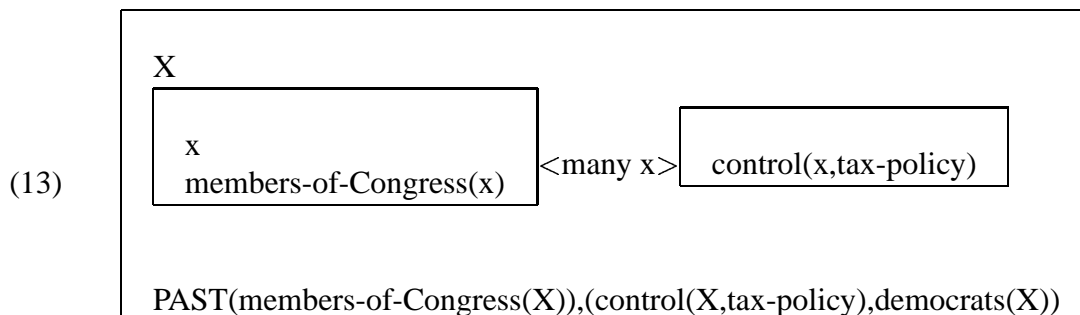 X
x
members-of-Congress(x)
<many x>
control(x,tax-policy)
(13)
PAST(members-of-Congress(X)),(control(X,tax-policy),democrats(X))